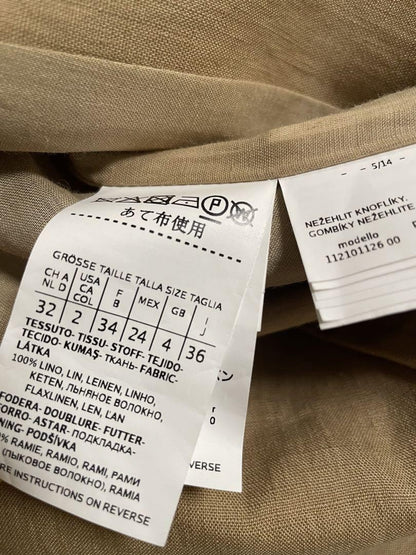 あて布使用
GRÖSSE TAILLE TALLA SIZE TAGLIA
CH A NL D
USA CA COL
F B
MEX
GB
I J
32 2 34 24 4 36
TESSUTO-TISSU-STOFF-TEJIDO-
TECIDO-KUMAŞ-ТКАНЬ-FABRIC-
LÁTKA
100% LINO, LIN, LEINEN, LINHO
KETEN, ЛЬНЯНОЕ ВОЛОКНО,
FLAXLINEN, LEN, ĽAN
FODERA-DOUBLURE-FUTTER-
FORRO-ASTAR-ПОДКЛАДКА-
NING-PODŠÍVKA
% RAMIE, RAMIO, RAMI, РАМИ
(ЛЫКОВОЕ ВОЛОКНО), RAMIA
RE INSTRUCTIONS ON REVERSE
REVERSE
- - 5/14 -
NEŽEHLIT KNOFLÍKY,
GOMBÍKY NEŽEHLITE
modello
112101126 00